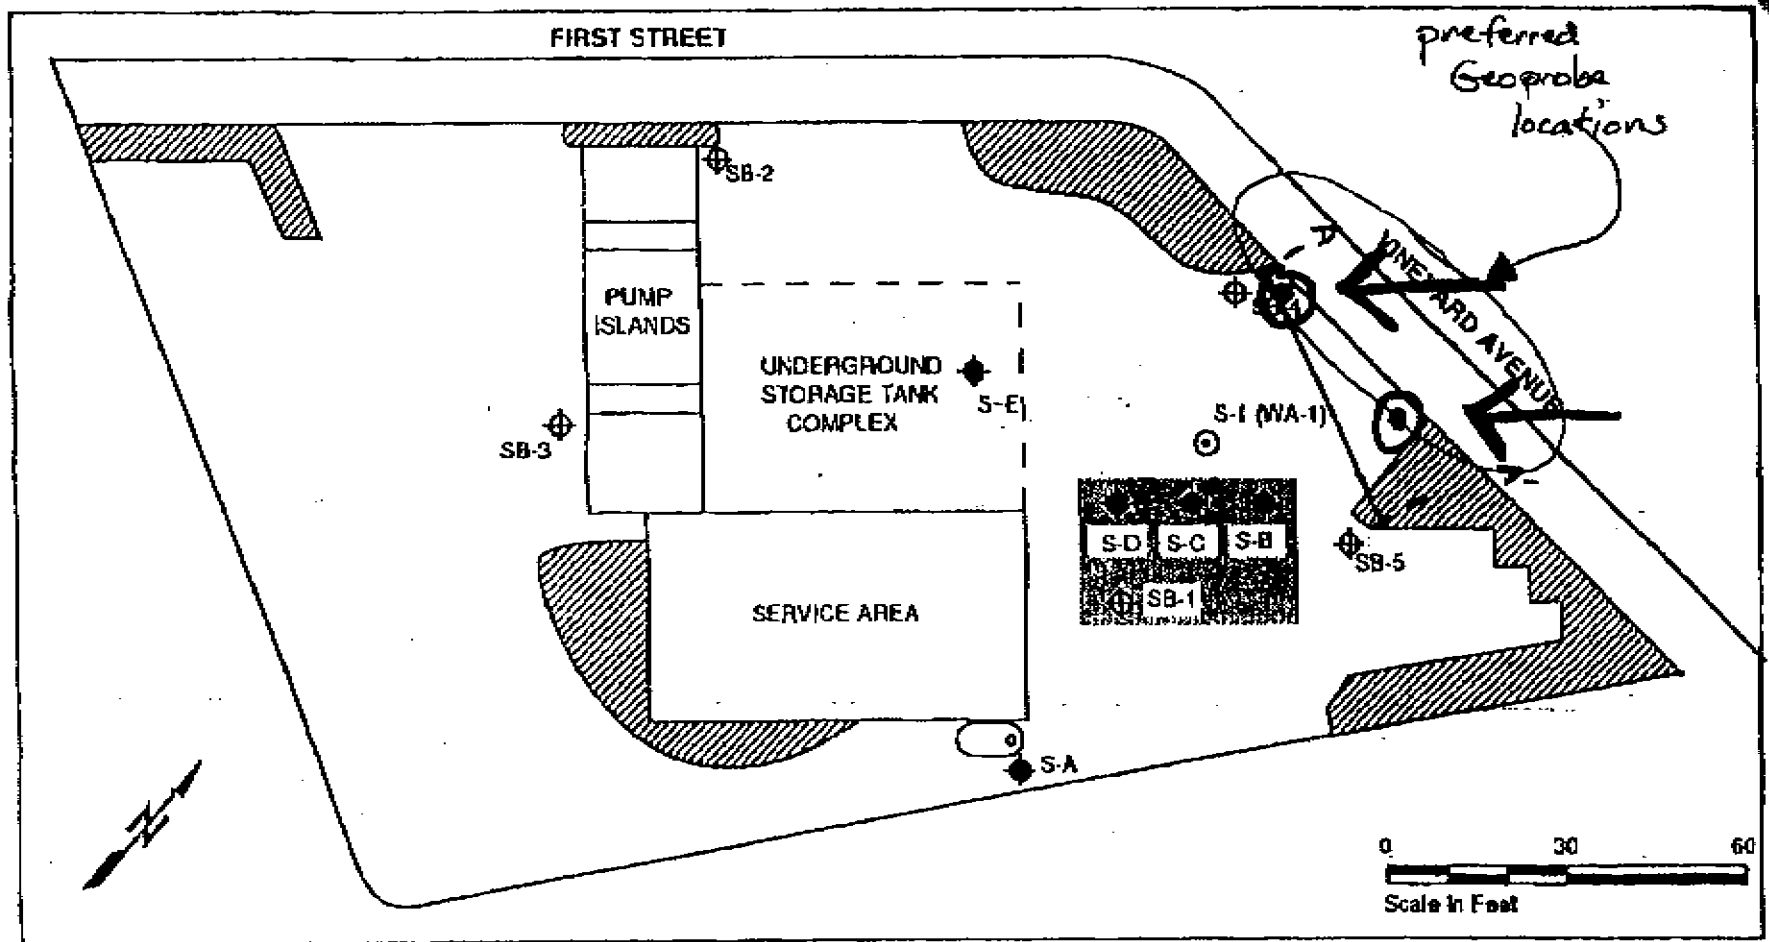 FIRST STREET
preferred
Geoprobe
locations
SB-2
A
VINEYARD AVENUE
PUMP
ISLANDS
UNDERGROUND
STORAGE TANK
COMPLEX
S-E
S-1 (WA-1)
SB-3
A'
S-D S-C S-B
SB-5
SB-1
SERVICE AREA
S-A
N
0 30 60
Scale in Feet